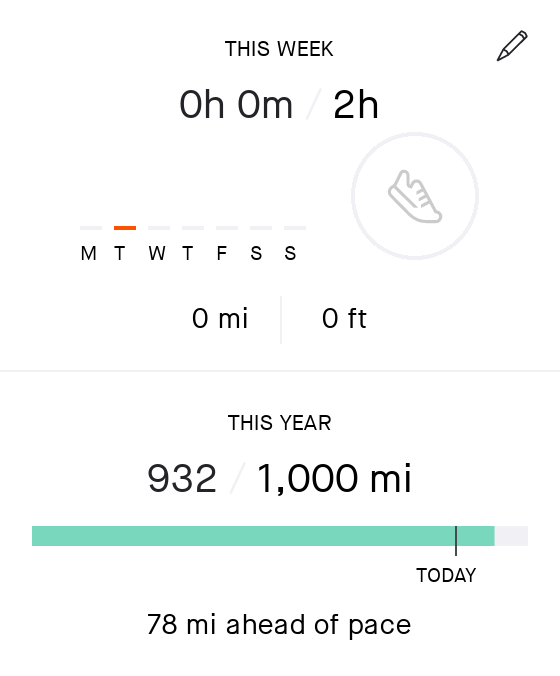 THIS WEEK
0h 0m / 2h
M T W T F S S
0 mi 0 ft
THIS YEAR
932 / 1,000 mi
TODAY
78 mi ahead of pace